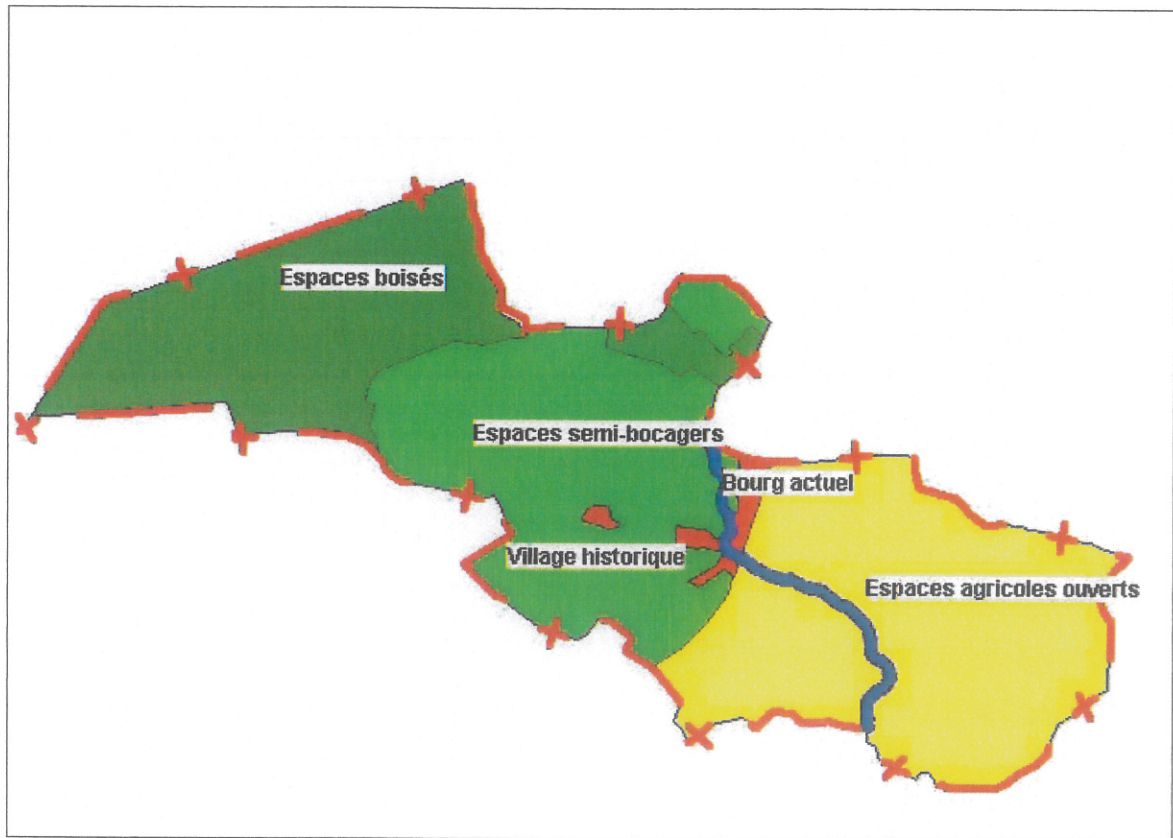 Espaces boisés
Espaces semi-bocagers
Bourg actuel
Village historique
Espaces agricoles ouverts